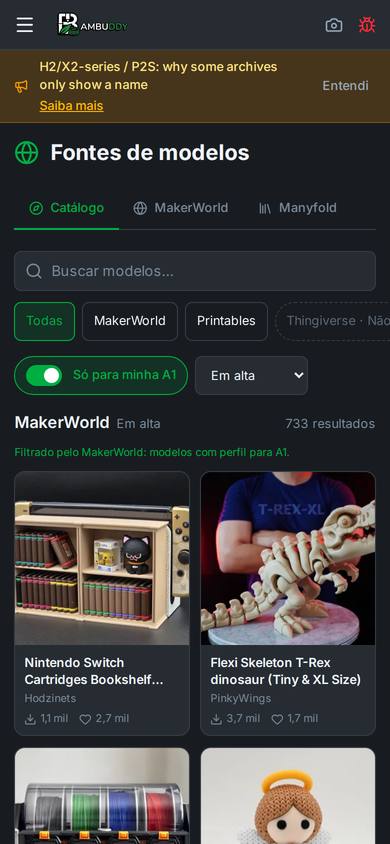 BAMBUDDY
H2/X2-series / P2S: why some archives
only show a name
Saiba mais
Entendi
Fontes de modelos
Catálogo
MakerWorld
Manyfold
Buscar modelos...
Todas
MakerWorld
Printables
Thingiverse · Não
Só para minha A1
Em alta
MakerWorld Em alta
733 resultados
Filtrado pelo MakerWorld: modelos com perfil para A1.
T-REX-XL
Nintendo Switch
Cartridges Bookshelf...
Hodzinets
1,1 mil
2,7 mil
Flexi Skeleton T-Rex
dinosaur (Tiny & XL Size)
PinkyWings
3,7 mil
1,7 mil